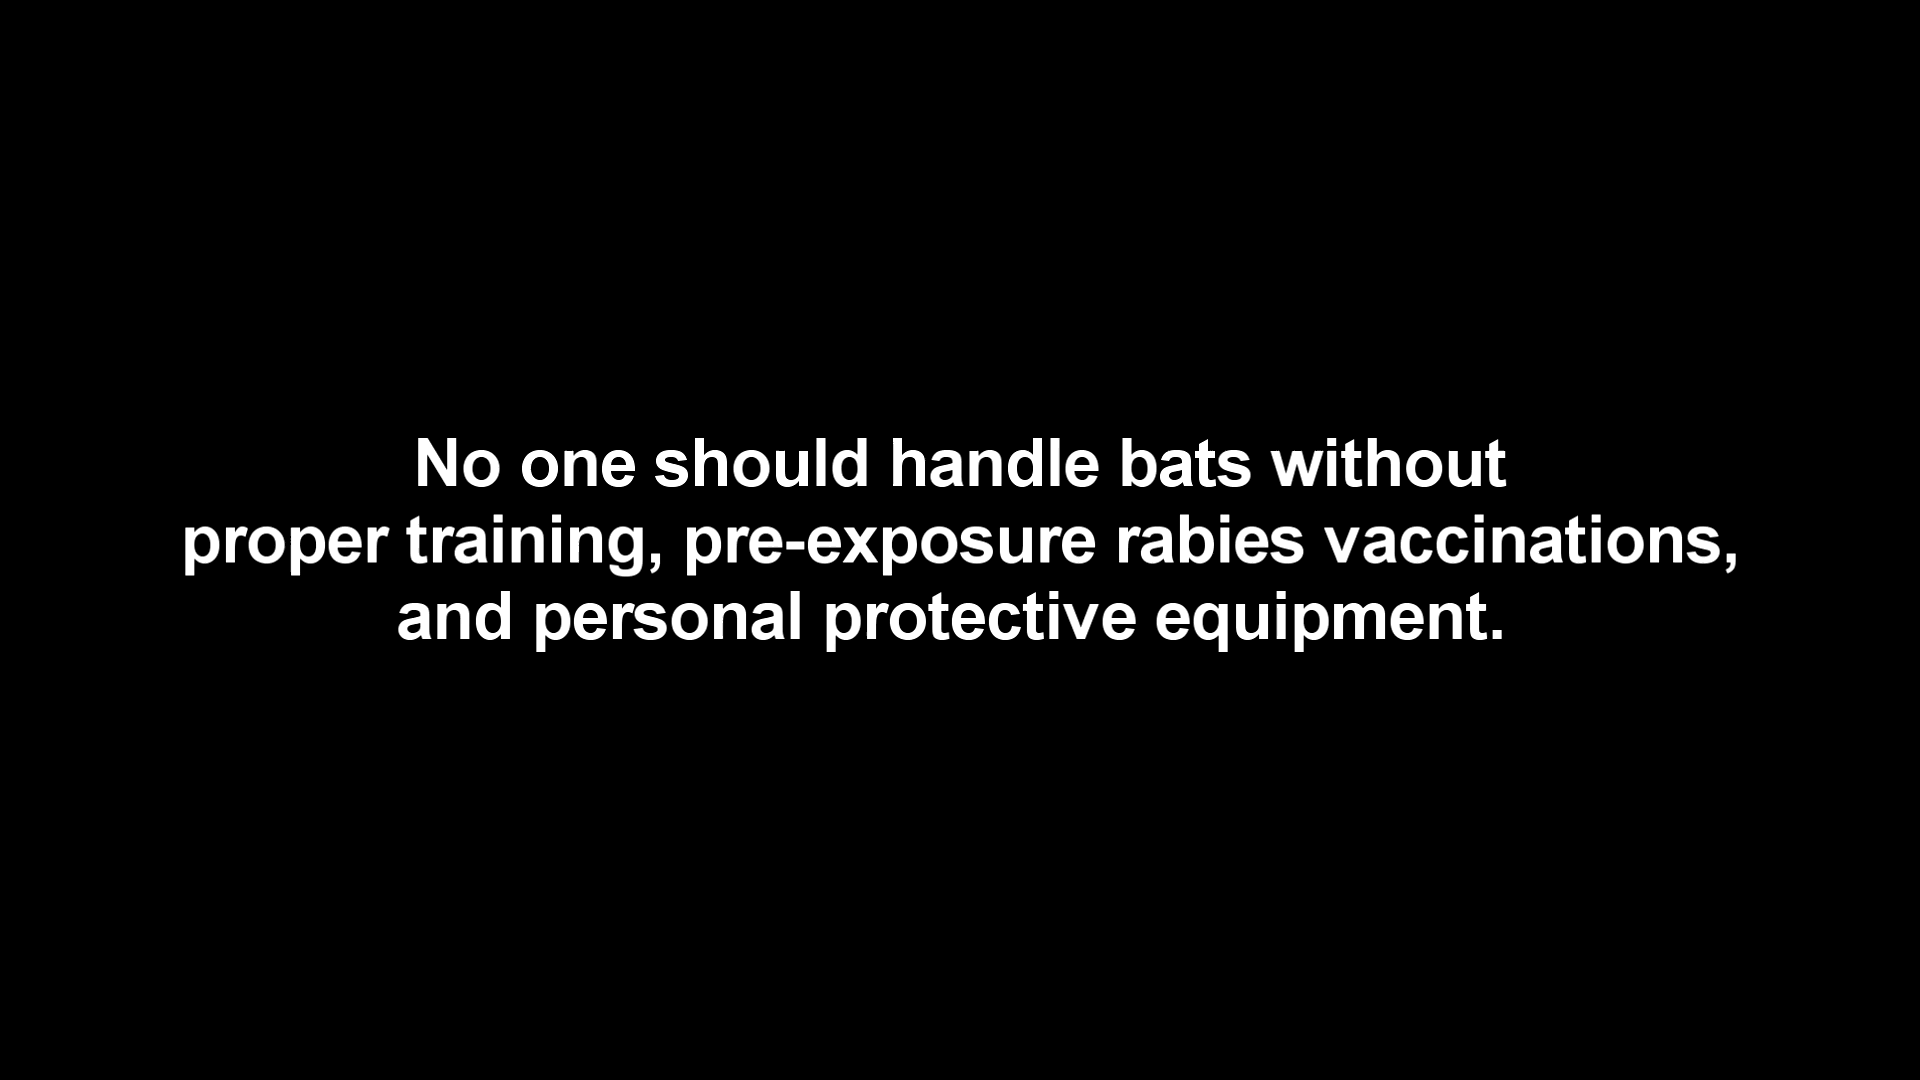 No one should handle bats without
proper training, pre-exposure rabies vaccinations,
and personal protective equipment.